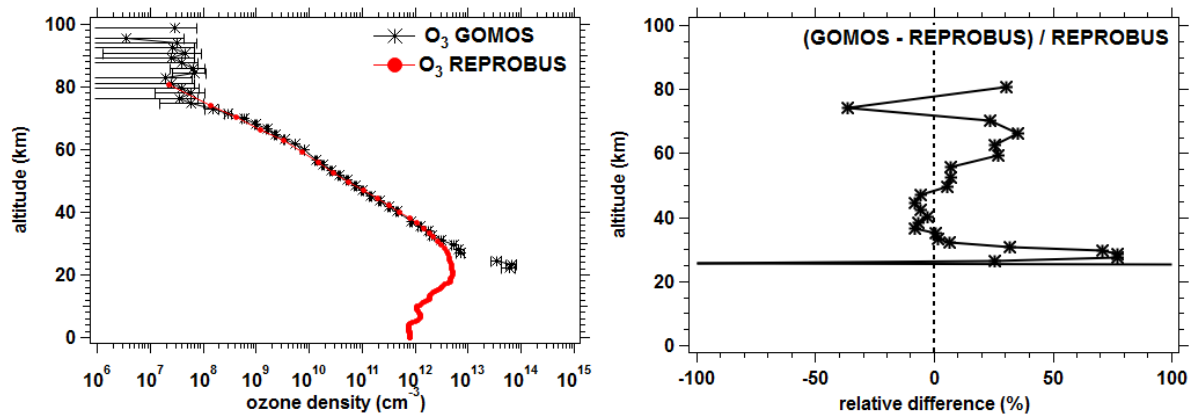 100
80
60
40
20
0
altitude (km)
O3 GOMOS
O3 REPROBUS
10^6 10^7 10^8 10^9 10^10 10^11 10^12 10^13 10^14 10^15
ozone density (cm^-3)
(GOMOS - REPROBUS) / REPROBUS
100
80
60
40
20
0
altitude (km)
-100 -50 0 50 100
relative difference (%)